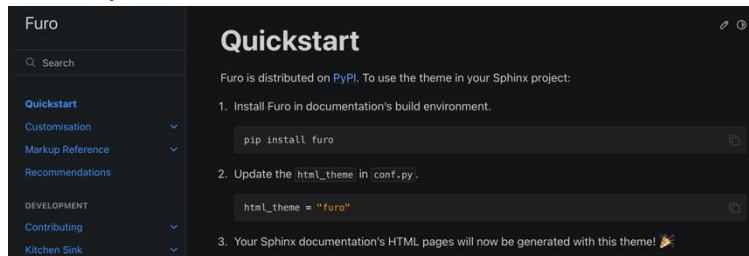 Furo
Search
Quickstart
Customisation
Markup Reference
Recommendations
DEVELOPMENT
Contributing
Kitchen Sink
Quickstart
Furo is distributed on PyPI. To use the theme in your Sphinx project:
1. Install Furo in documentation's build environment.
pip install furo
2. Update the html_theme in conf.py.
html_theme = "furo"
3. Your Sphinx documentation's HTML pages will now be generated with this theme! 🎉